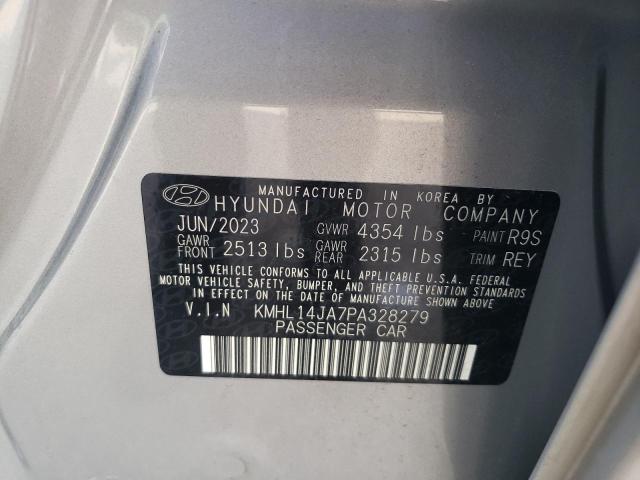 MANUFACTURED IN KOREA BY
HYUNDAI MOTOR COMPANY
JUN/2023 GVWR 4354 lbs PAINT R9S
GAWR FRONT 2513 lbs GAWR REAR 2315 lbs TRIM REY
THIS VEHICLE CONFORMS TO ALL APPLICABLE U.S.A. FEDERAL
MOTOR VEHICLE SAFETY, BUMPER, AND THEFT PREVENTION STANDARDS
IN EFFECT ON THE DATE OF MANUFACTURE SHOWN ABOVE
V.I.N KMHL14JA7PA328279
PASSENGER CAR